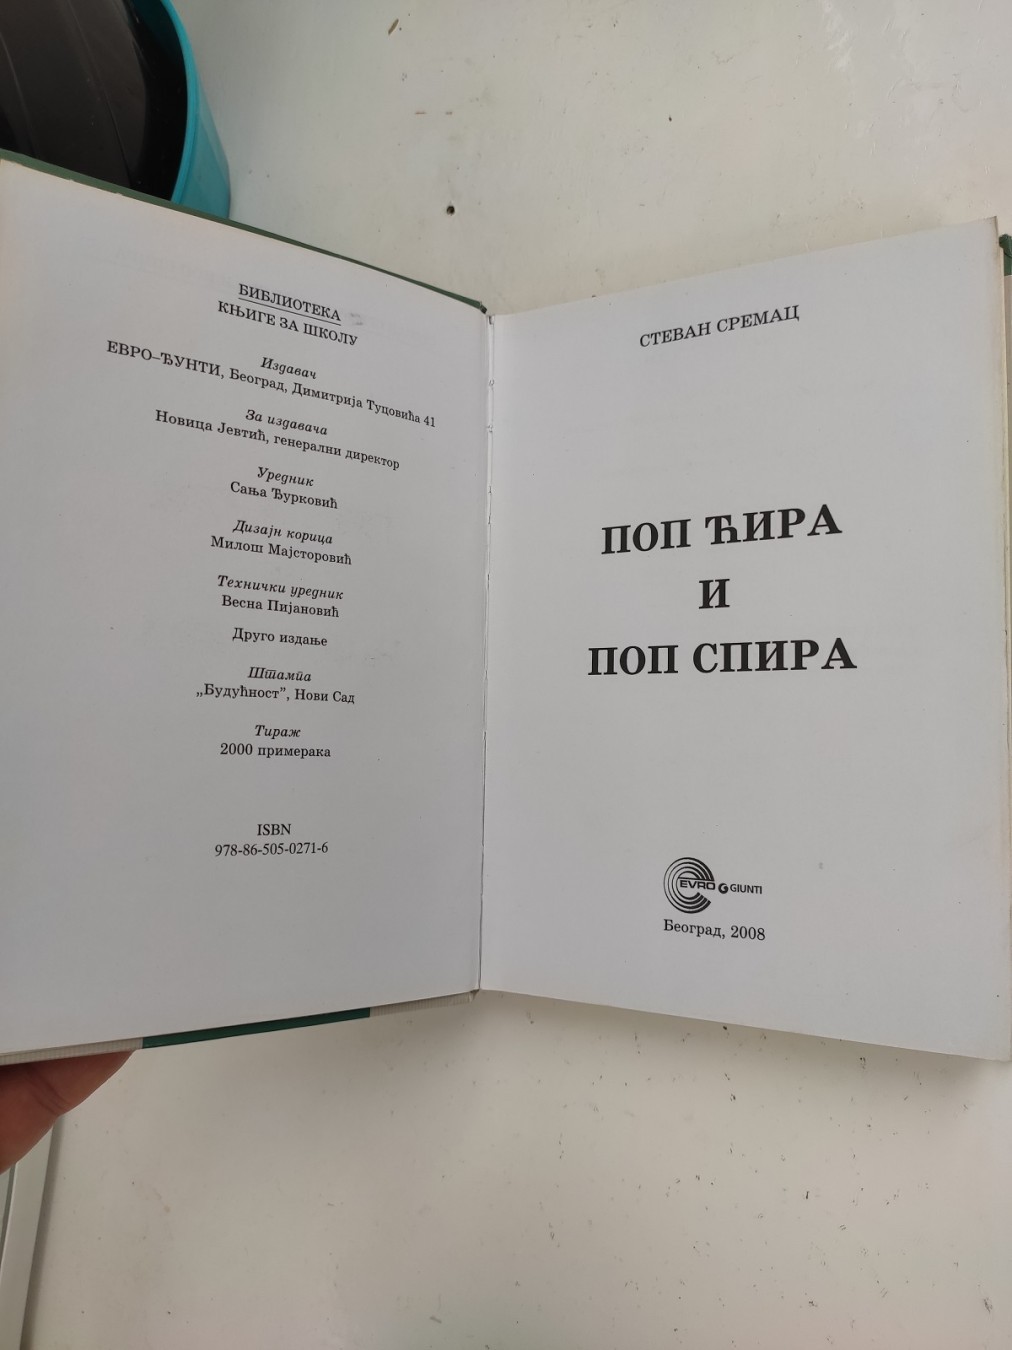 БИБЛИОТЕКА
КЊИГЕ ЗА ШКОЛУ
Издавач
ЕВРО–ЂУНТИ, Београд, Димитрија Туцовића 41
За издавача
Новица Јевтић, генерални директор
Уредник
Сања Ђурковић
Дизајн корица
Милош Мајсторовић
Технички уредник
Весна Пијановић
Друго издање
Штампа
„Будућност”, Нови Сад
Тираж
2000 примерака
ISBN
978-86-505-0271-6
СТЕВАН СРЕМАЦ
ПОП ЋИРА
И
ПОП СПИРА
EVRO GIUNTI
Београд, 2008